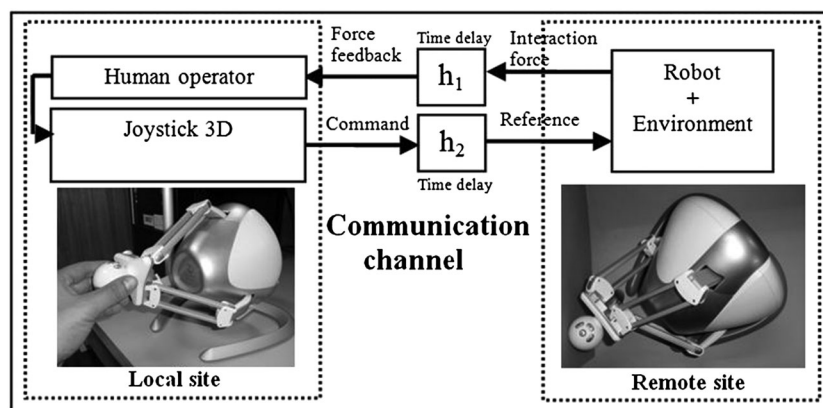 Force
feedback
Time delay
h₁
Interaction
force
Human operator
Robot
+
Environment
Joystick 3D
Command
h₂
Reference
Time delay
Communication
channel
Local site
Remote site